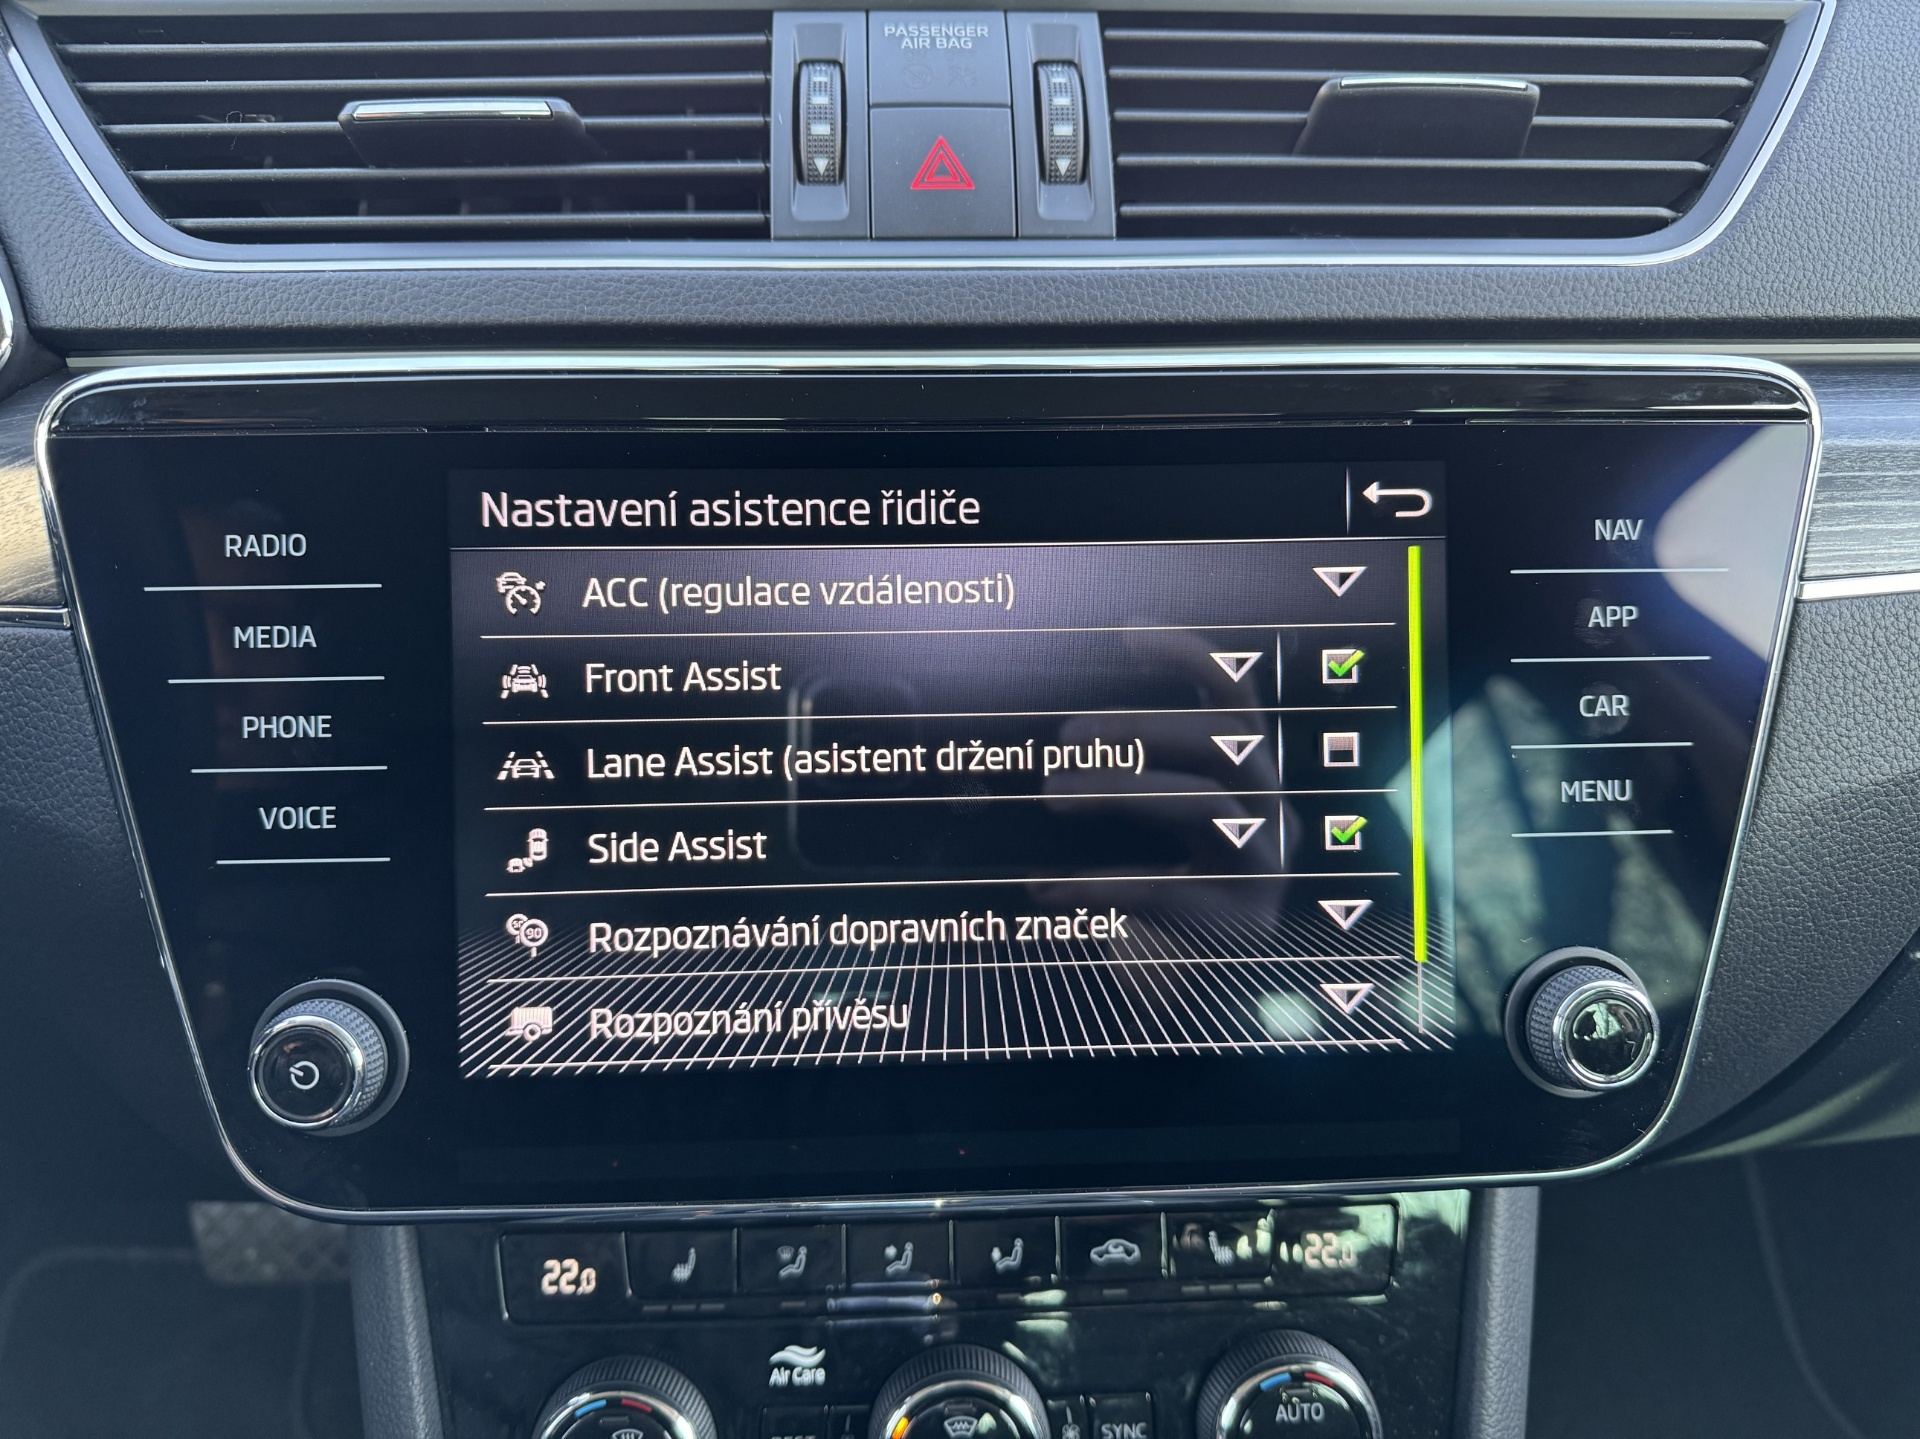 PASSENGER
AIR BAG
Nastavení asistence řidiče
RADIO
MEDIA
PHONE
VOICE
ACC (regulace vzdálenosti)
Front Assist
Lane Assist (asistent držení pruhu)
Side Assist
90
Rozpoznávání dopravních značek
Rozpoznání přívěsu
NAV
APP
CAR
MENU
22.0
22.0
Air Care
SYNC
AUTO